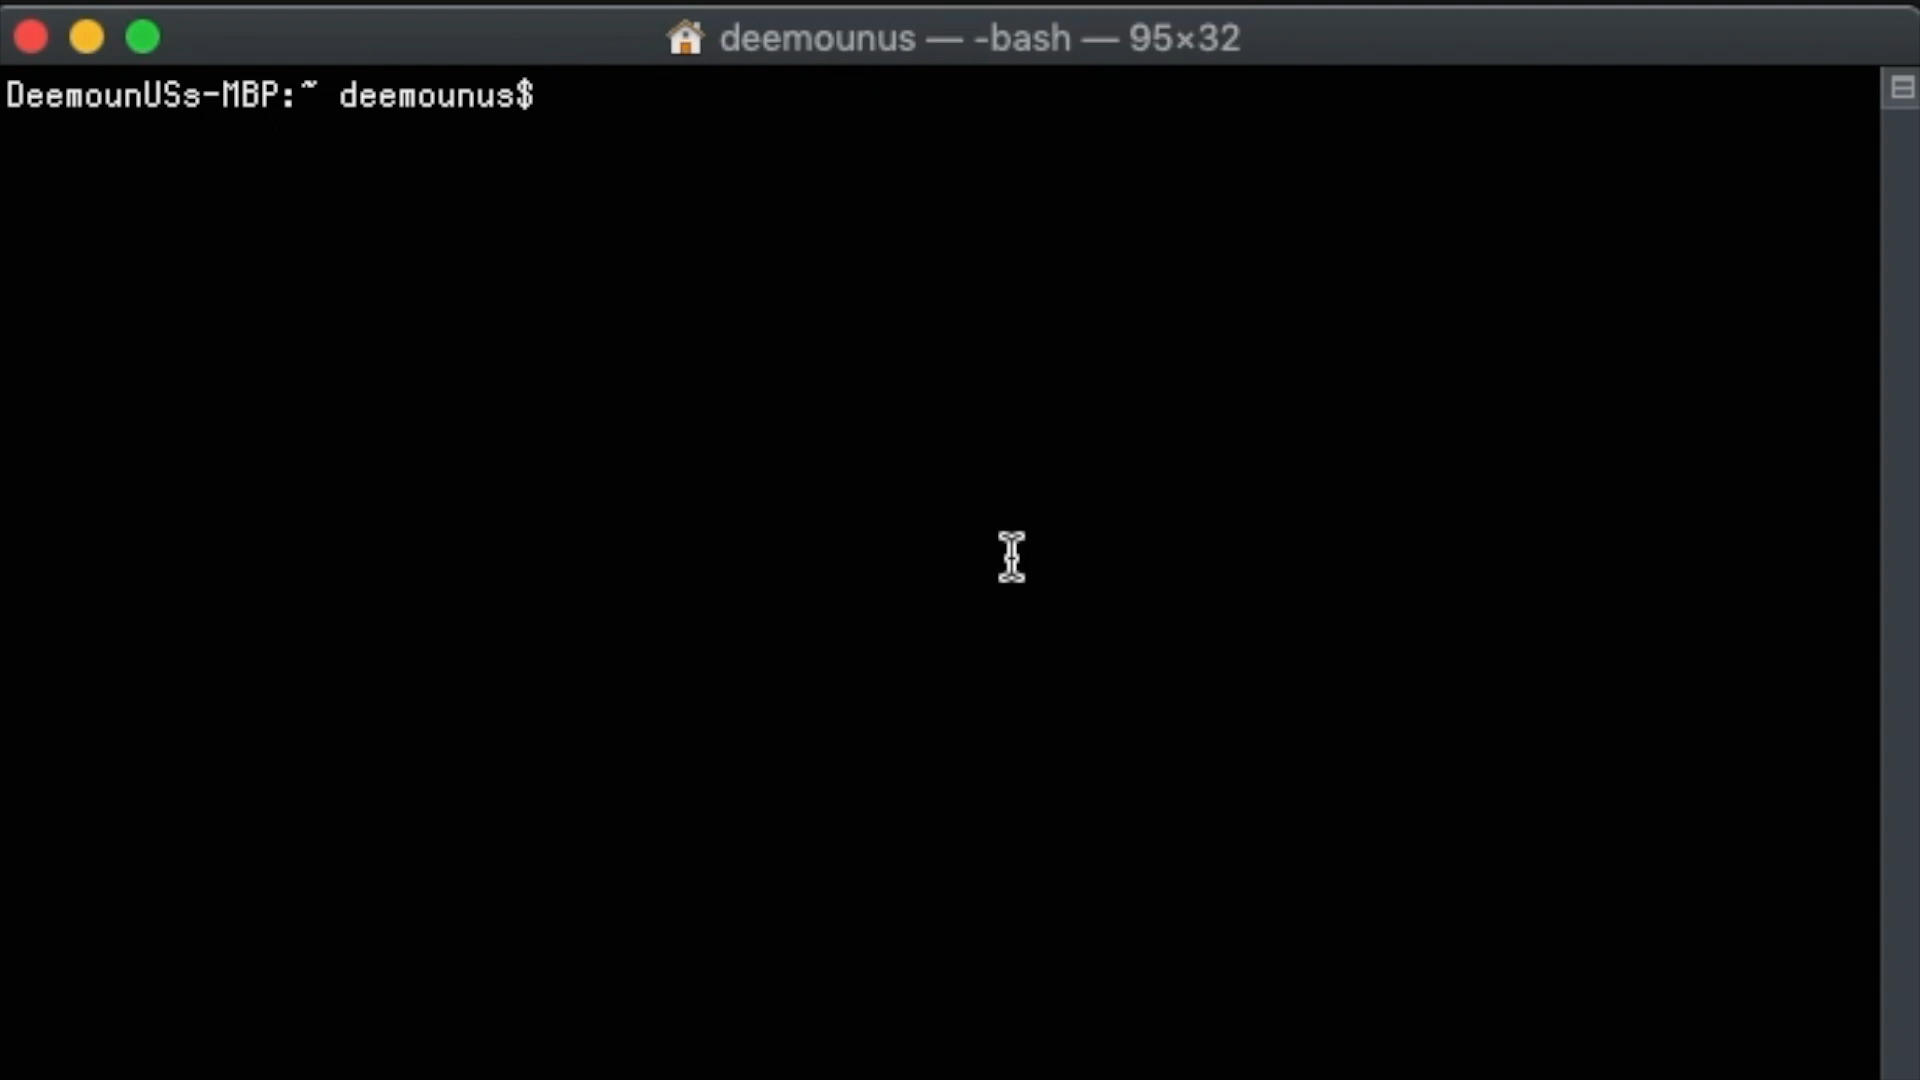 deemounus — -bash — 95×32
DeemounUSs-MBP:~ deemounus$